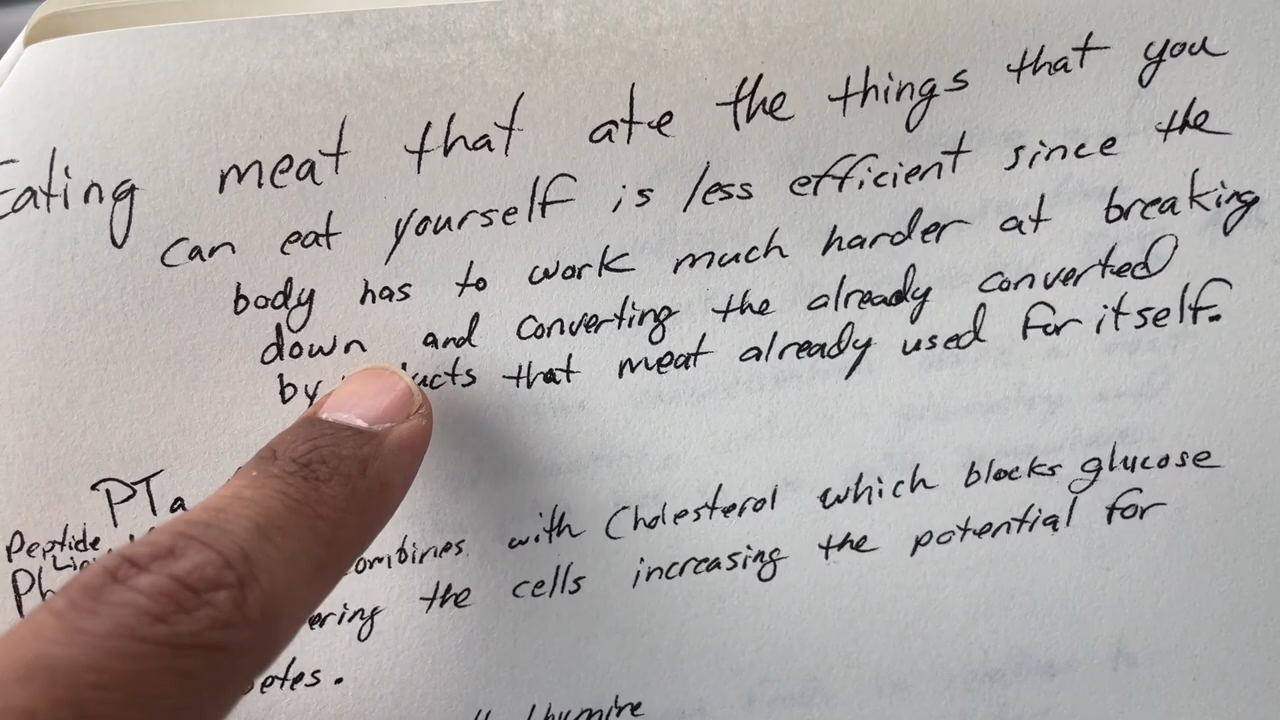 Eating meat that ate the things that you
can eat yourself is less efficient since the
body has to work much harder at breaking
down and converting the already converted
by ucts that meat already used for itself.
PTa
Peptide
combines with Cholesterol which blocks glucose
Ph ering the cells increasing the potential for
etes.